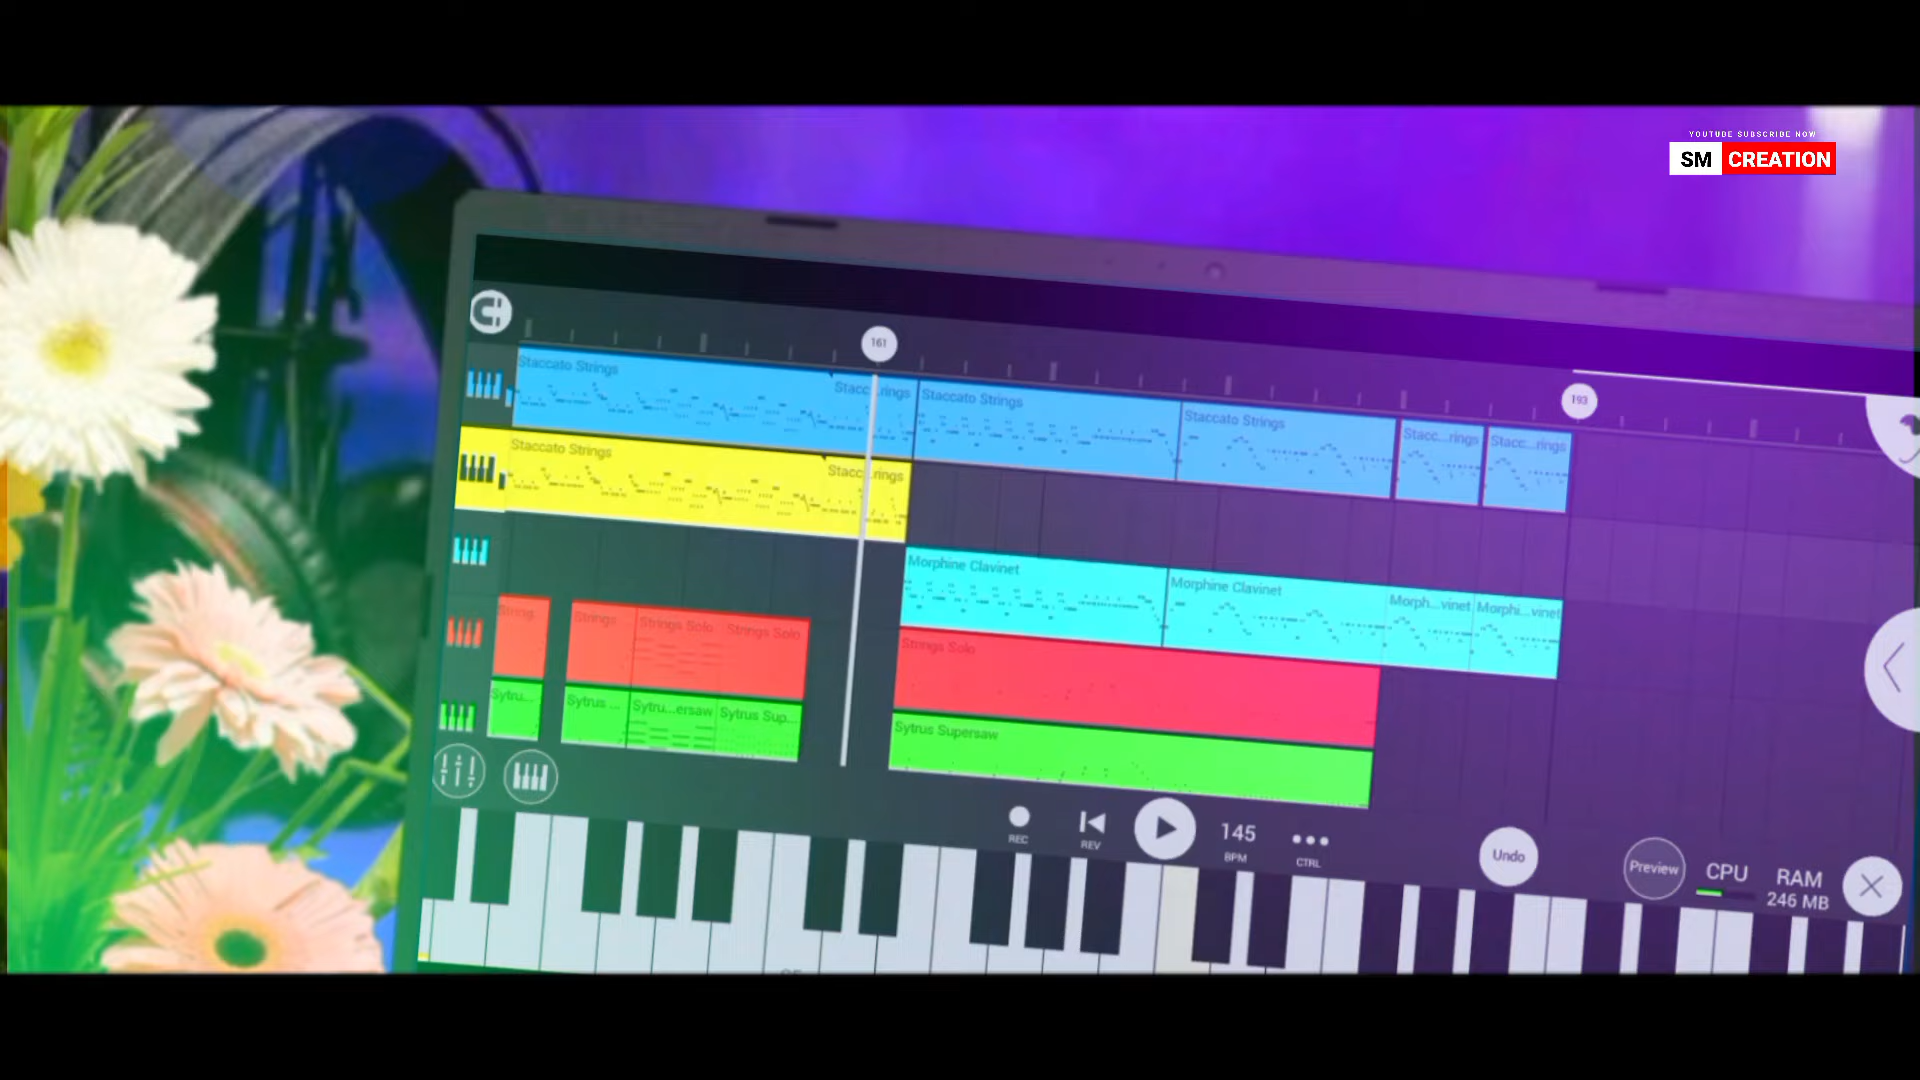 YOUTUBE SUBSCRIBE NOW
SM CREATION
161
193
Staccato Strings
Stacc...rings
Staccato Strings
Staccato Strings
Stacc...rings
Stacc...rings
Staccato Strings
Stacc...rings
Morphine Clavinet
Morphine Clavinet
Morph...vinet
Morphi...vinet
String
Strings
Strings Solo
Strings Solo
Strings Solo
Sytru...
Sytrus ...
Sytru...ersaw
Sytrus Sup...
Sytrus Supersaw
REC
REV
145
BPM
CTRL
Undo
Preview
CPU
RAM
246 MB